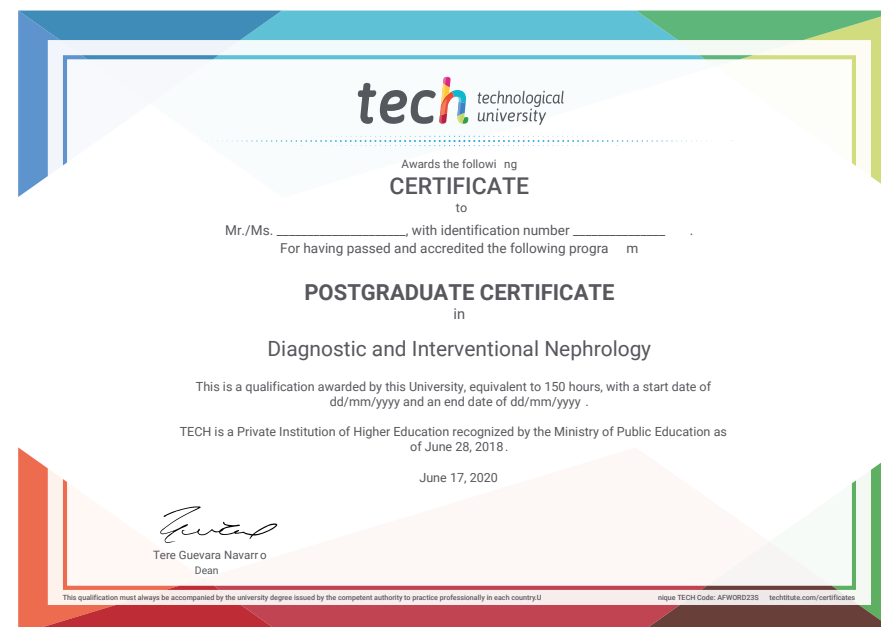 tech technological
university
Awards the followi ng
CERTIFICATE
to
Mr./Ms. ______________________, with identification number ________________ .
For having passed and accredited the following progra m
POSTGRADUATE CERTIFICATE
in
Diagnostic and Interventional Nephrology
This is a qualification awarded by this University, equivalent to 150 hours, with a start date of
dd/mm/yyyy and an end date of dd/mm/yyyy .
TECH is a Private Institution of Higher Education recognized by the Ministry of Public Education as
of June 28, 2018 .
June 17, 2020
Tere Guevara Navarr o
Dean
This qualification must always be accompanied by the university degree issued by the competent authority to practice professionally in each country.U nique TECH Code: AFWORD23S techtitute.com/certificates